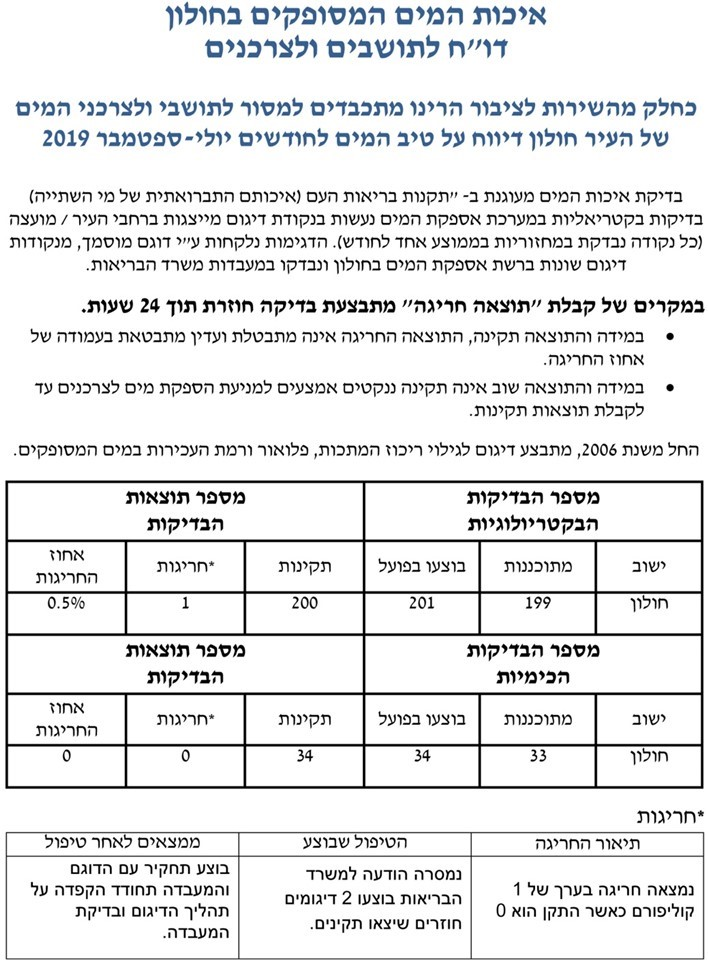 איכות המים המסופקים בחולון
דו״ח לתושבים ולצרכנים
כחלק מהשירות לציבור הרינו מתכבדים למסור לתושבי ולצרכני המים
של העיר חולון דיווח על טיב המים לחודשים יולי-ספטמבר 2019
בדיקת איכות המים מעוגנת ב- ״תקנות בריאות העם (איכותם התברואתית של מי השתייה)
בדיקות בקטריאליות במערכת אספקת המים נעשות בנקודת דיגום מייצגות ברחבי העיר / מועצה
(כל נקודה נבדקת במחזוריות בממוצע אחד לחודש). הדגימות נלקחות ע״י דוגם מוסמך, מנקודות
דיגום שונות ברשת אספקת המים בחולון ונבדקו במעבדות משרד הבריאות.
במקרים של קבלת ״תוצאה חריגה״ מתבצעת בדיקה חוזרת תוך 24 שעות.
• במידה והתוצאה תקינה, התוצאה החריגה אינה מתבטלת ועדין מתבטאת בעמודה של
אחוז החריגה.
• במידה והתוצאה שוב אינה תקינה ננקטים אמצעים למניעת הספקת מים לצרכנים עד
לקבלת תוצאות תקינות.
החל משנת 2006, מתבצע דיגום לגילוי ריכוז המתכות, פלואור ורמת העכירות במים המסופקים.
מספר הבדיקות מספר תוצאות
הבקטריולוגיות הבדיקות
ישוב מתוכננות בוצעו בפועל תקינות *חריגות אחוז
החריגות
חולון 199 201 200 1 0.5%
מספר הבדיקות מספר תוצאות
הכימיות הבדיקות
ישוב מתוכננות בוצעו בפועל תקינות *חריגות אחוז
החריגות
חולון 33 34 34 0 0
*חריגות
תיאור החריגה הטיפול שבוצע ממצאים לאחר טיפול
נמצאה חריגה בערך של 1
קוליפורם כאשר התקן הוא 0
נמסרה הודעה למשרד
הבריאות בוצעו 2 דיגומים
חוזרים שיצאו תקינים.
בוצע תחקיר עם הדוגם
והמעבדה תחודד הקפדה על
תהליך הדיגום ובדיקת
המעבדה.